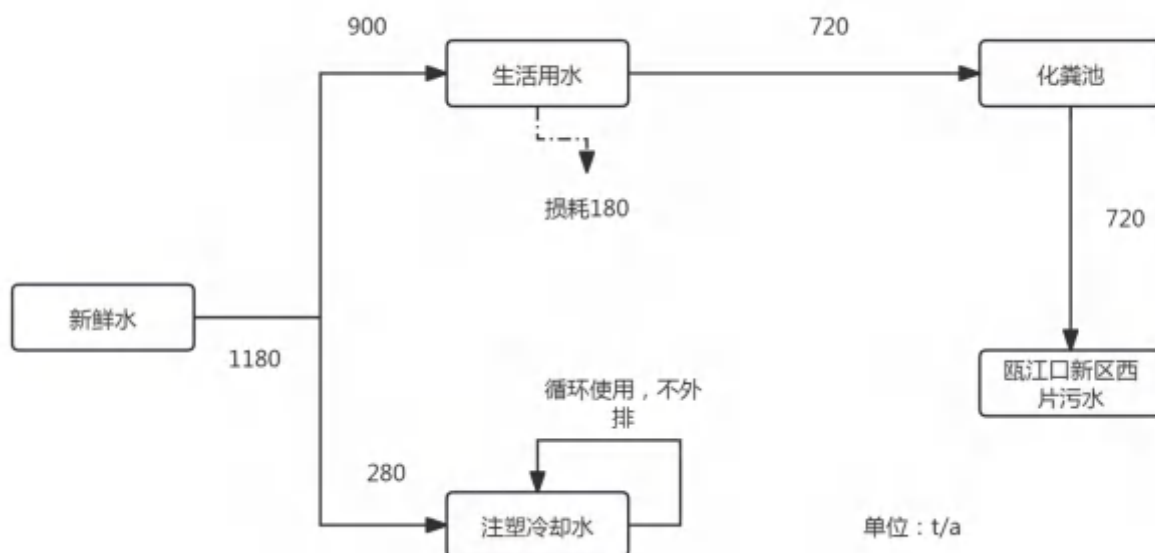 900
720
生活用水
化粪池
损耗180
720
新鲜水
1180
瓯江口新区西
片污水
循环使用，不外
排
280
注塑冷却水
单位：t/a